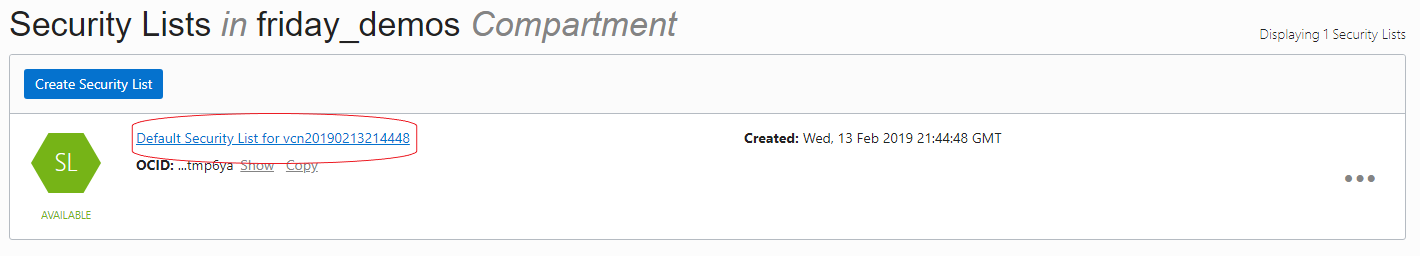 Security Lists in friday_demos Compartment
Displaying 1 Security Lists
Create Security List
SL
AVAILABLE
Default Security List for vcn20190213214448
OCID: ...tmp6ya Show Copy
Created: Wed, 13 Feb 2019 21:44:48 GMT